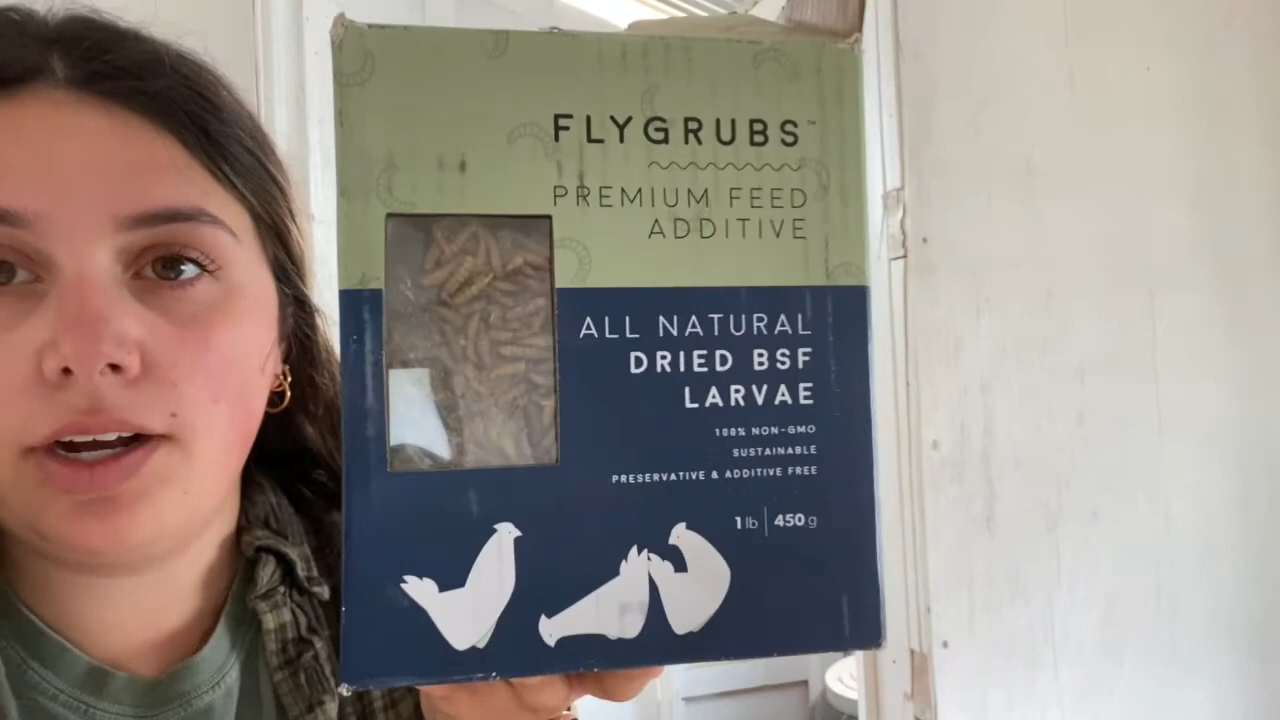 FLYGRUBS™
PREMIUM FEED
ADDITIVE
ALL NATURAL
DRIED BSF
LARVAE
100% NON-GMO
SUSTAINABLE
PRESERVATIVE & ADDITIVE FREE
1 lb | 450 g